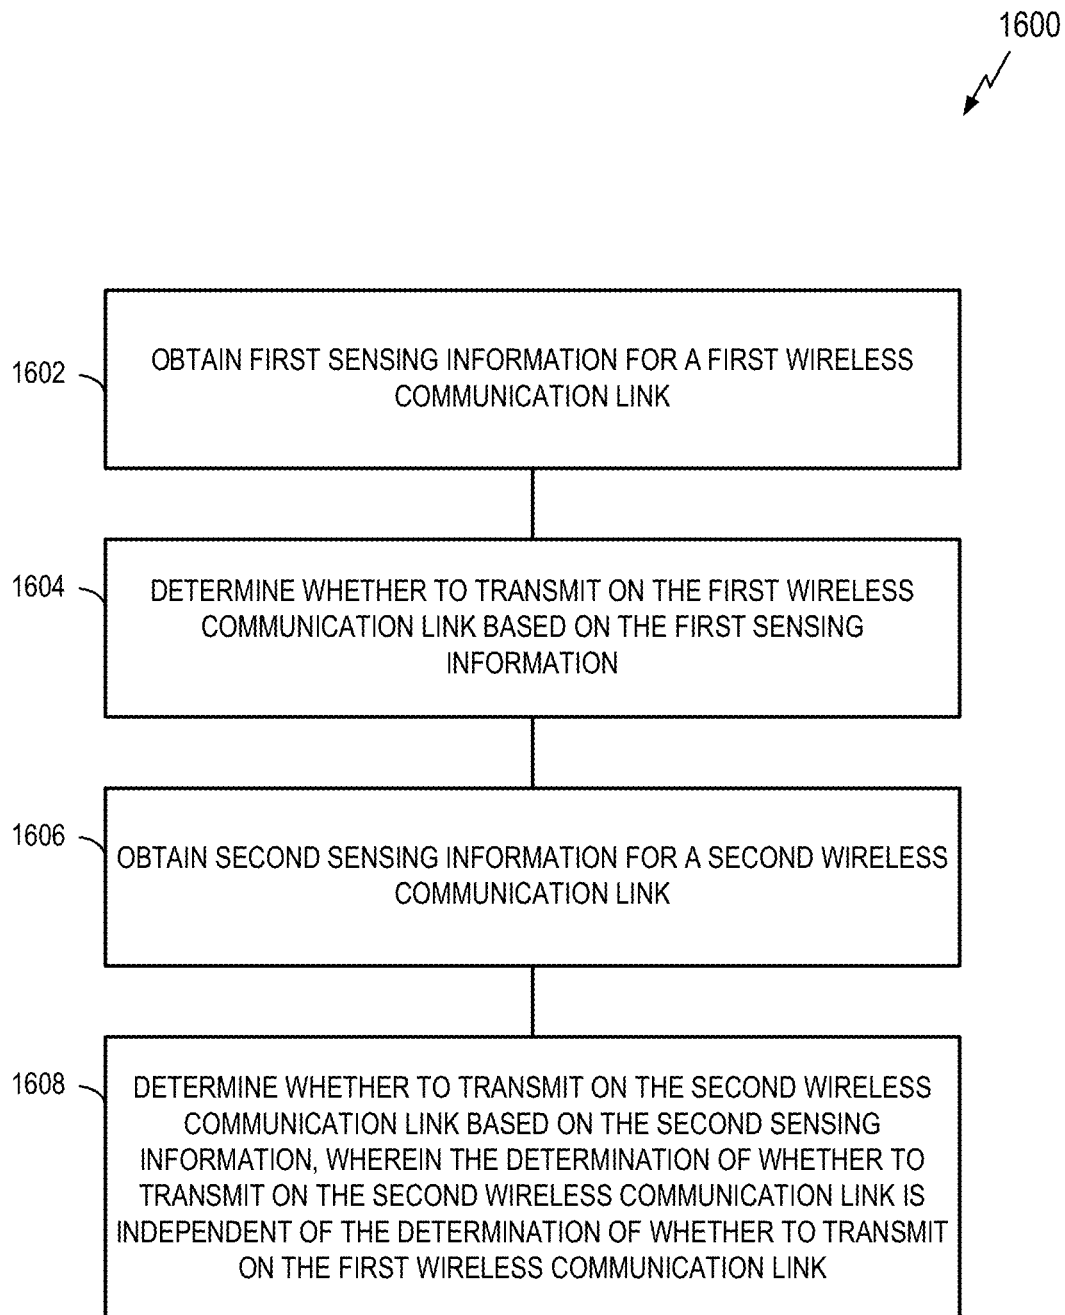 1600
1602
OBTAIN FIRST SENSING INFORMATION FOR A FIRST WIRELESS
COMMUNICATION LINK
1604
DETERMINE WHETHER TO TRANSMIT ON THE FIRST WIRELESS
COMMUNICATION LINK BASED ON THE FIRST SENSING
INFORMATION
1606
OBTAIN SECOND SENSING INFORMATION FOR A SECOND WIRELESS
COMMUNICATION LINK
1608
DETERMINE WHETHER TO TRANSMIT ON THE SECOND WIRELESS
COMMUNICATION LINK BASED ON THE SECOND SENSING
INFORMATION, WHEREIN THE DETERMINATION OF WHETHER TO
TRANSMIT ON THE SECOND WIRELESS COMMUNICATION LINK IS
INDEPENDENT OF THE DETERMINATION OF WHETHER TO TRANSMIT
ON THE FIRST WIRELESS COMMUNICATION LINK